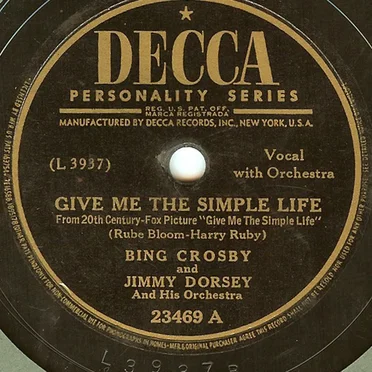 DECCA
PERSONALITY SERIES
REG. U.S. PAT. OFF.
MARCA REGISTRADA
MANUFACTURED BY DECCA RECORDS, INC., NEW YORK, U.S.A.
(L 3937)
Vocal
with Orchestra
GIVE ME THE SIMPLE LIFE
From 20th Century-Fox Picture "Give Me The Simple Life"
(Rube Bloom-Harry Ruby)
BING CROSBY
and
JIMMY DORSEY
And His Orchestra
23469 A